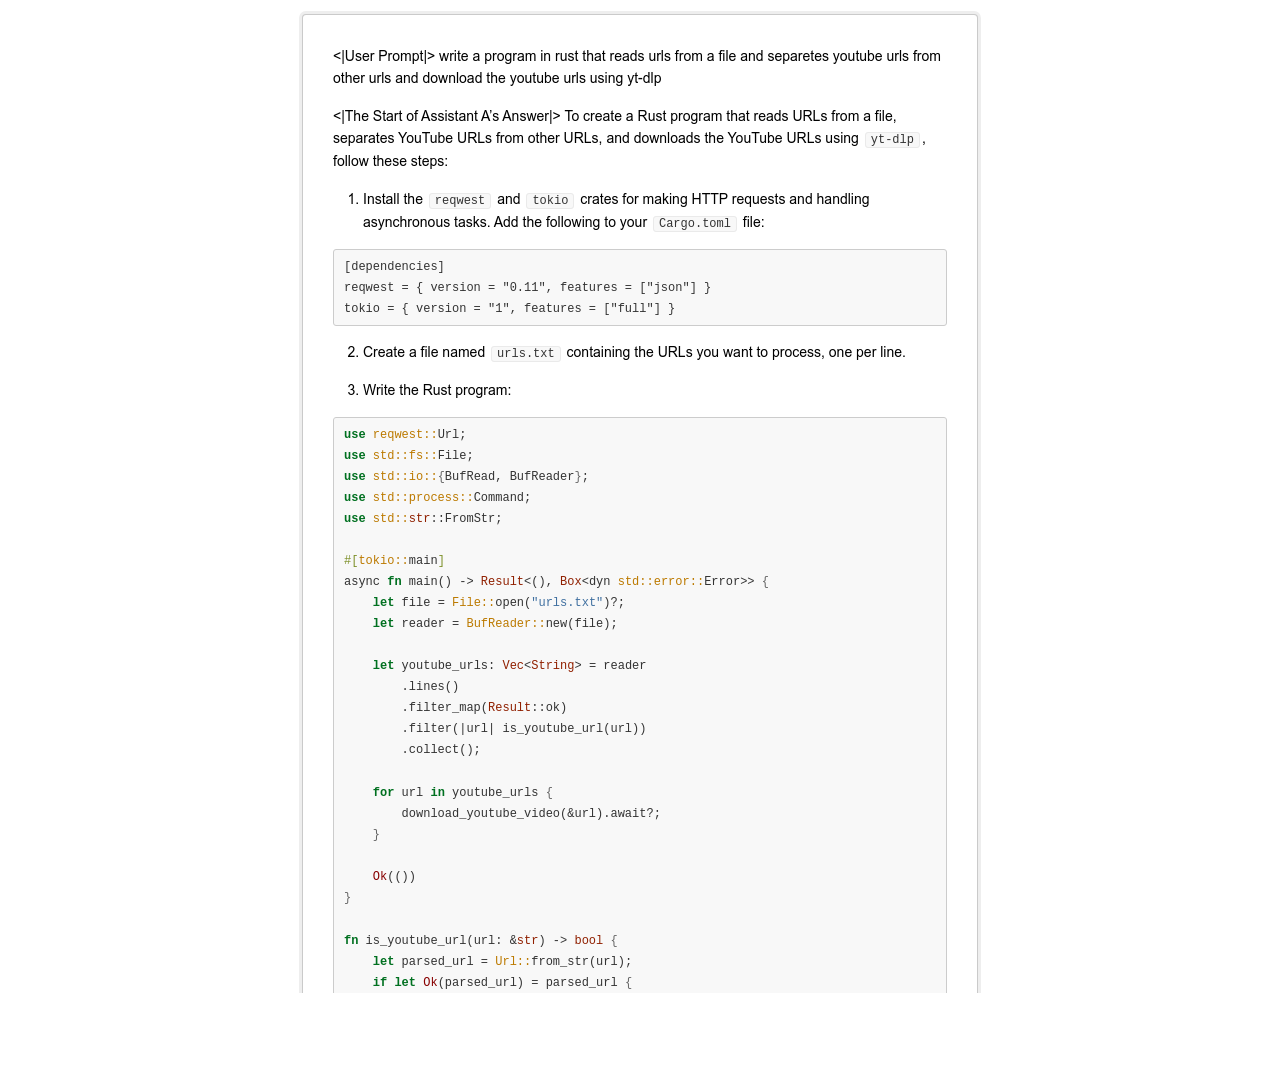 <|User Prompt|> write a program in rust that reads urls from a file and separetes youtube urls from
other urls and download the youtube urls using yt-dlp
<|The Start of Assistant A’s Answer|> To create a Rust program that reads URLs from a file,
separates YouTube URLs from other URLs, and downloads the YouTube URLs using yt-dlp ,
follow these steps:
1. Install the reqwest and tokio crates for making HTTP requests and handling
asynchronous tasks. Add the following to your Cargo.toml file:
[dependencies]
reqwest = { version = "0.11", features = ["json"] }
tokio = { version = "1", features = ["full"] }
2. Create a file named urls.txt containing the URLs you want to process, one per line.
3. Write the Rust program:
use reqwest::Url;
use std::fs::File;
use std::io::{BufRead, BufReader};
use std::process::Command;
use std::str::FromStr;
#[tokio::main]
async fn main() -> Result<(), Box<dyn std::error::Error>> {
    let file = File::open("urls.txt")?;
    let reader = BufReader::new(file);
    let youtube_urls: Vec<String> = reader
        .lines()
        .filter_map(Result::ok)
        .filter(|url| is_youtube_url(url))
        .collect();
    for url in youtube_urls {
        download_youtube_video(&url).await?;
    }
    Ok(())
}
fn is_youtube_url(url: &str) -> bool {
    let parsed_url = Url::from_str(url);
    if let Ok(parsed_url) = parsed_url {